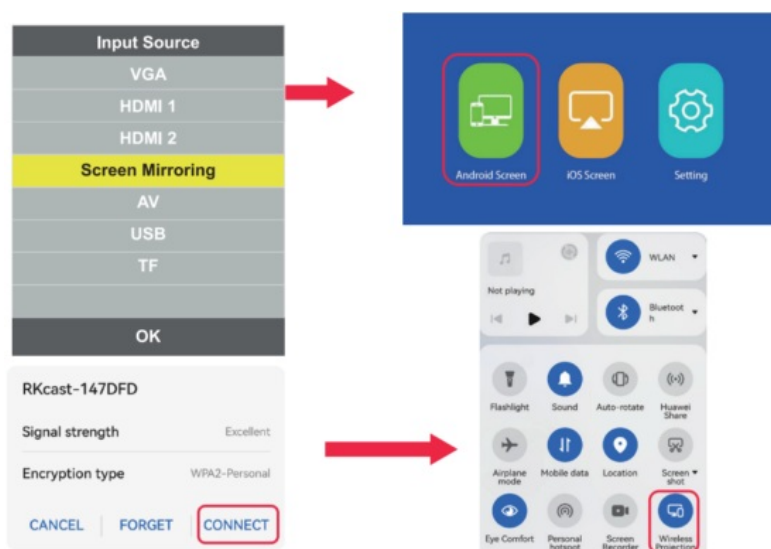 Input Source
VGA
HDMI 1
HDMI 2
Screen Mirroring
AV
USB
TF
OK
Android Screen
iOS Screen
Setting
RKcast-147DFD
Signal strength
Excellent
Encryption type
WPA2-Personal
CANCEL
FORGET
CONNECT
Not playing
WLAN
Bluetoot
h
Flashlight
Sound
Auto-rotate
Huawei
Share
Airplane
mode
Mobile data
Location
Screen
shot
Eye Comfort
Personal
hotspot
Screen
Recorder
Wireless
Projection